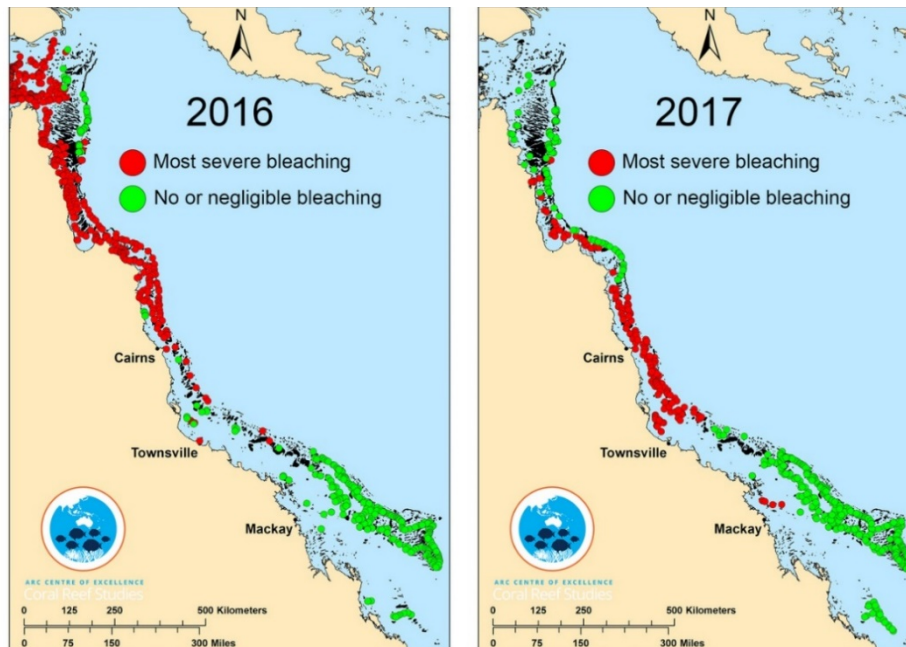 N
2016
Most severe bleaching
No or negligible bleaching
Cairns
Townsville
Mackay
ARC CENTRE OF EXCELLENCE
Coral Reef Studies
0 125 250 500 Kilometers
0 75 150 300 Miles
N
2017
Most severe bleaching
No or negligible bleaching
Cairns
Townsville
Mackay
ARC CENTRE OF EXCELLENCE
Coral Reef Studies
0 125 250 500 Kilometers
0 75 150 300 Miles